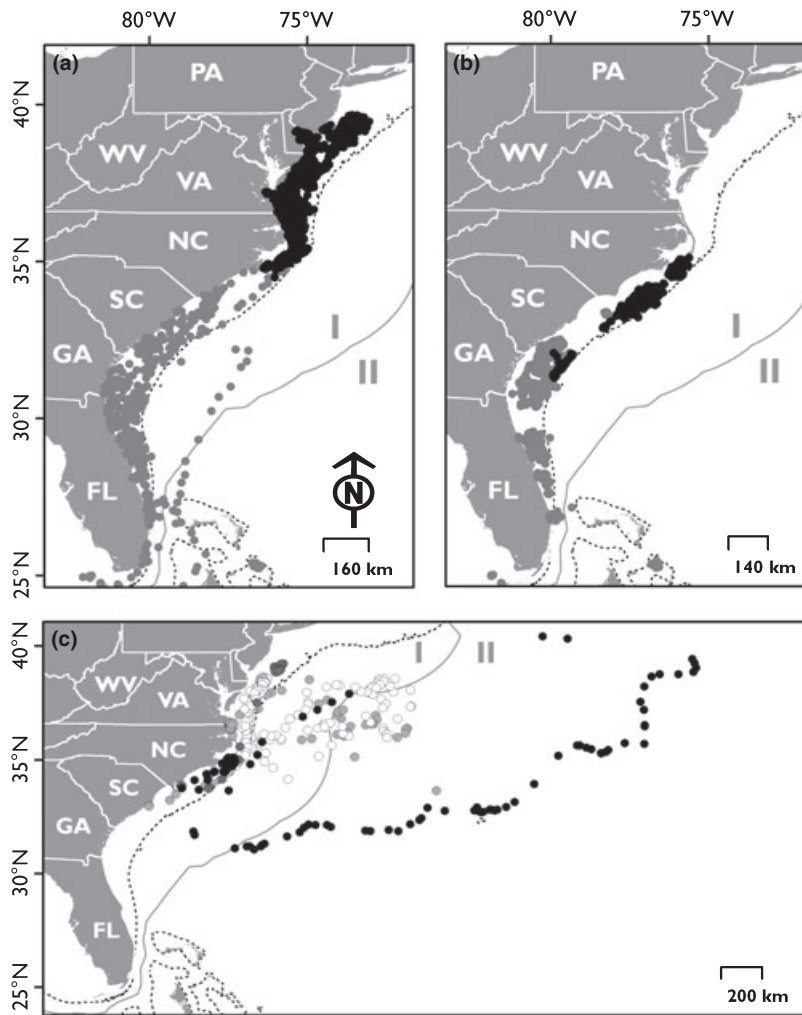 80°W 75°W 80°W 75°W
(a) (b)
PA PA
40°N
WV WV
VA VA
NC NC
35°N
SC SC
I I
GA GA
II II
30°N
FL FL
N
160 km 140 km
25°N
(c)
40°N
I II
WV VA
NC
35°N
SC
GA
30°N
FL
200 km
25°N